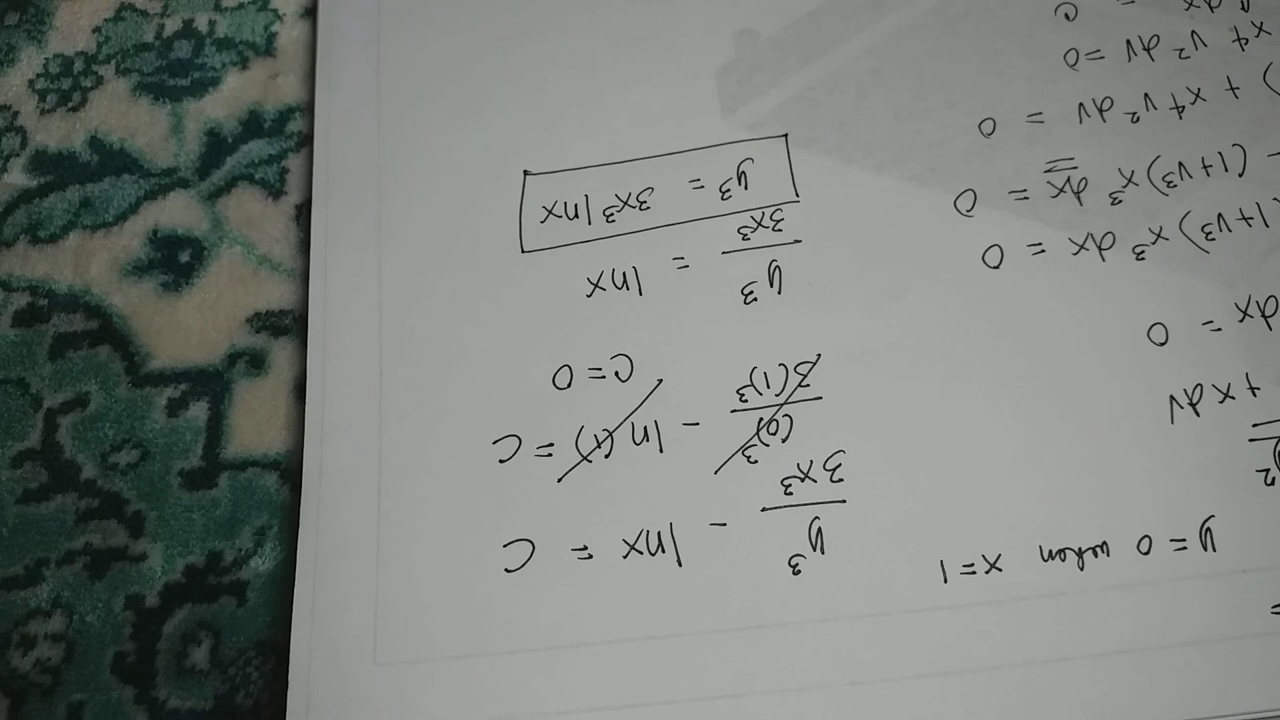 y = 0 when x = 1
y²
+ x dv
dx = 0
1+v³) x³ dx = 0
- (1+v³) x³ dx = 0
) + x⁴ v² dv = 0
x⁴ v² dv = 0
dx = C
y³/3x³ - ln x = C
(0)³/3(1)³ - ln (1) = C
C = 0
y³/3x³ = ln x
y³ = 3x³ ln x